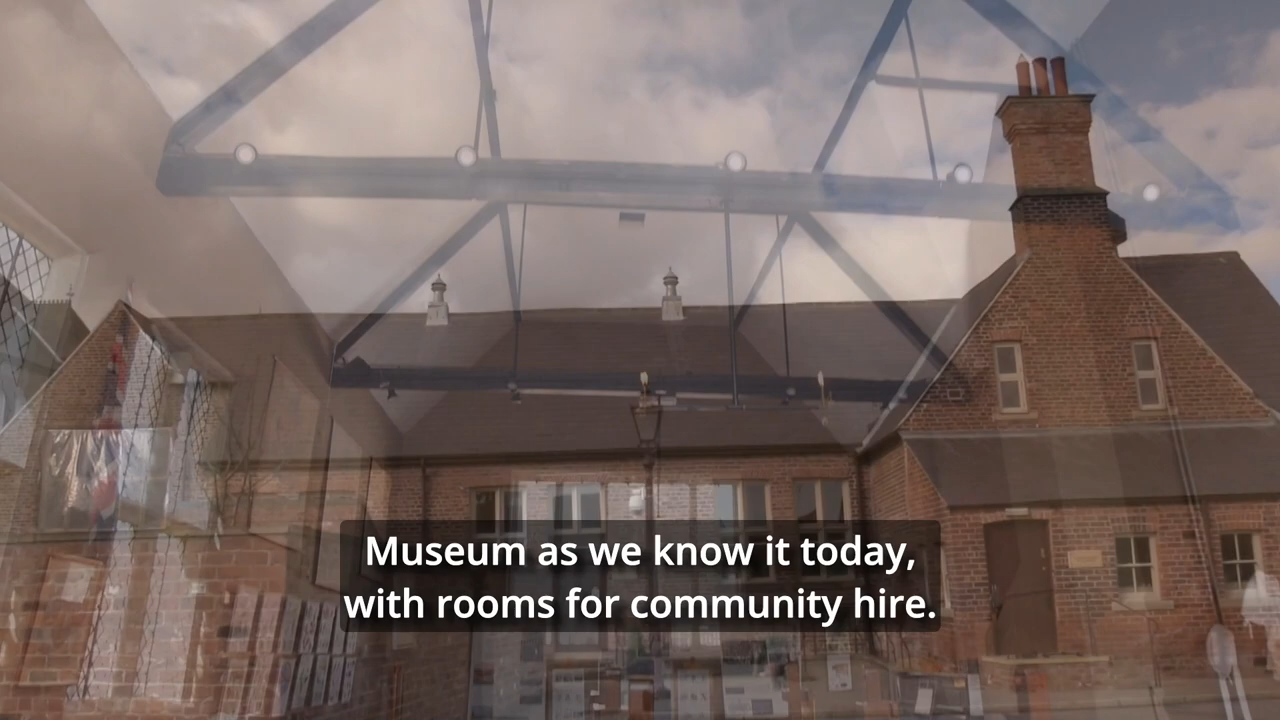 Museum as we know it today,
with rooms for community hire.